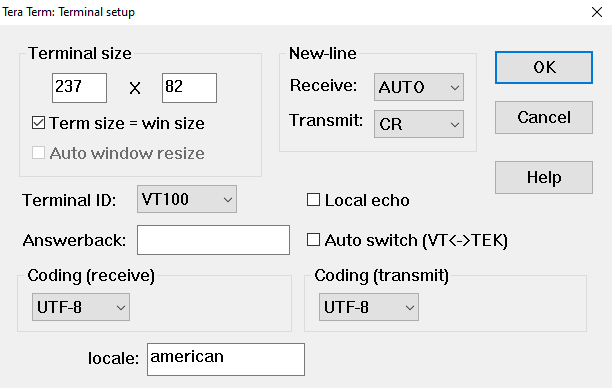 Tera Term: Terminal setup
Terminal size
237 X 82
Term size = win size
Auto window resize
New-line
Receive: AUTO
Transmit: CR
OK
Cancel
Help
Terminal ID: VT100
Local echo
Answerback:
Auto switch (VT<->TEK)
Coding (receive)
UTF-8
Coding (transmit)
UTF-8
locale: american